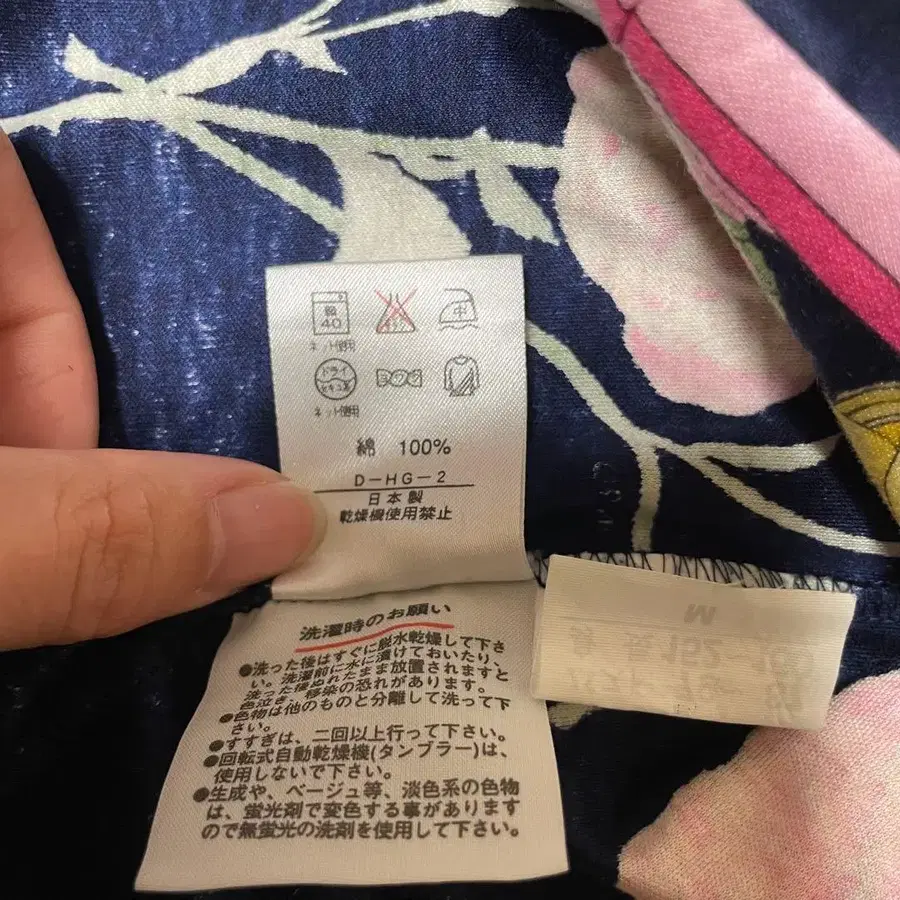 40
中
ネット使用
ドライ
セキユ系
ネット使用
綿 100%
D-HG-2
日本製
乾燥機使用禁止
洗濯時のお願い
●洗った後はすぐに脱水乾燥して下さ
い。洗濯前に水に漬けておいたり、
洗った後ぬれたまま放置されますと
色泣き、移染の恐れがあります。
●色物は他のものと分離して洗って下
さい。
●すすぎは、二回以上行って下さい。
●回転式自動乾燥機(タンブラー)は、
使用しないで下さい。
●生成や、ベージュ等、淡色系の色物
は、蛍光剤で変色する事があります
ので無蛍光の洗剤を使用して下さい。
M